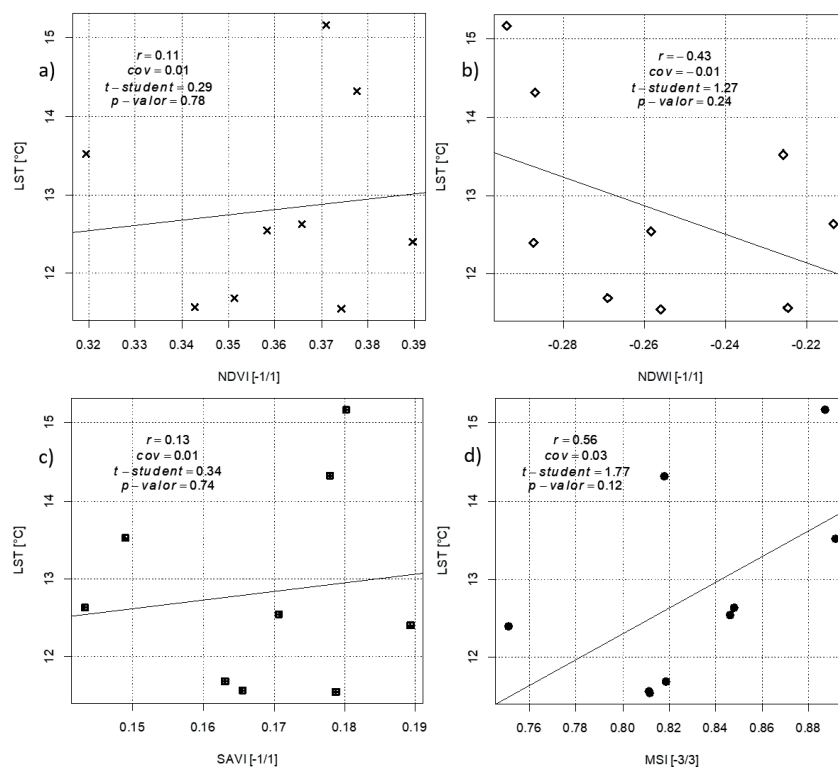 a)
r = 0.11
cov = 0.01
t − student = 0.29
p − valor = 0.78
LST [°C]
15
14
13
12
0.32 0.33 0.34 0.35 0.36 0.37 0.38 0.39
NDVI [-1/1]
b)
r = − 0.43
cov = − 0.01
t − student = 1.27
p − valor = 0.24
LST [°C]
15
14
13
12
-0.28 -0.26 -0.24 -0.22
NDWI [-1/1]
c)
r = 0.13
cov = 0.01
t − student = 0.34
p − valor = 0.74
LST [°C]
15
14
13
12
0.15 0.16 0.17 0.18 0.19
SAVI [-1/1]
d)
r = 0.56
cov = 0.03
t − student = 1.77
p − valor = 0.12
LST [°C]
15
14
13
12
0.76 0.78 0.80 0.82 0.84 0.86 0.88
MSI [-3/3]